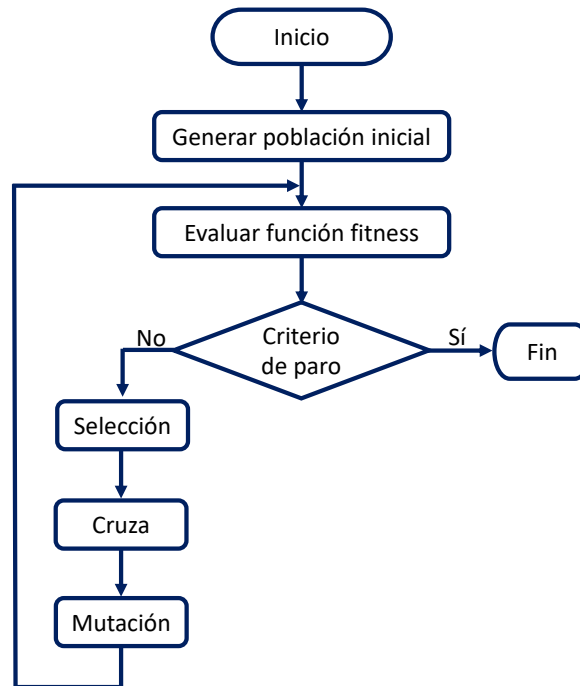 Inicio
Generar población inicial
Evaluar función fitness
No
Criterio
de paro
Sí
Fin
Selección
Cruza
Mutación